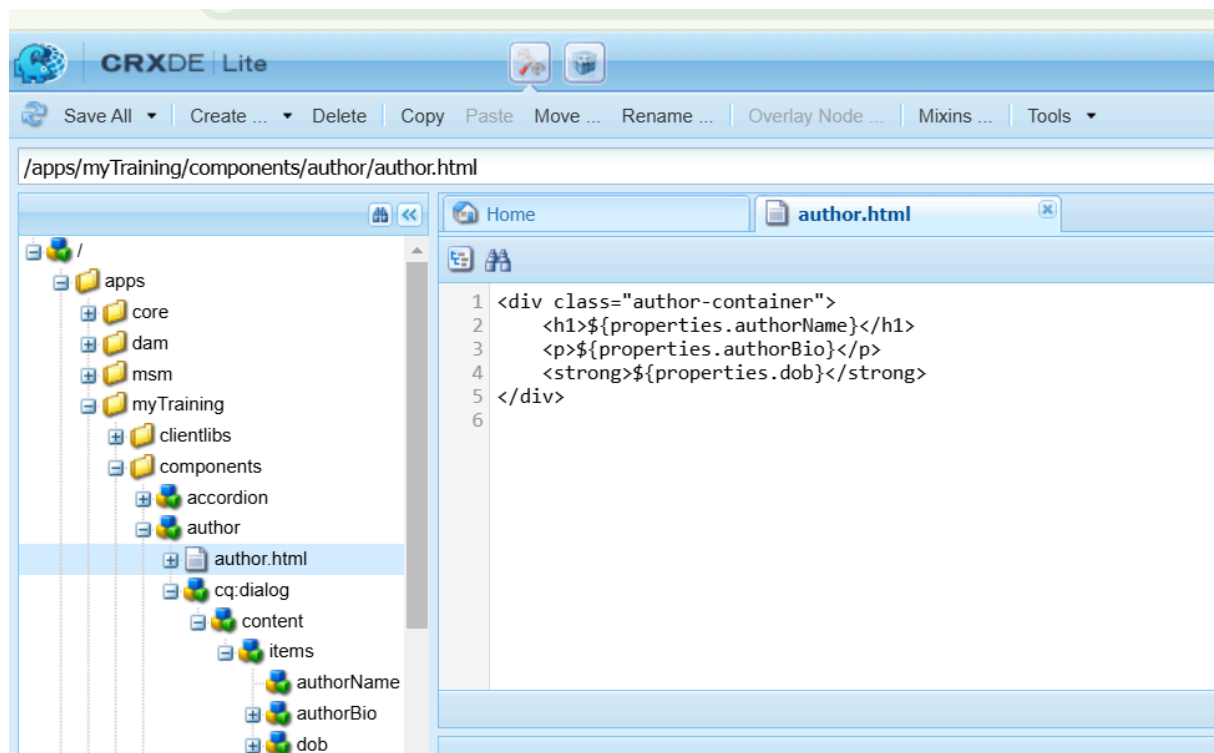 CRXDE Lite
Save All Create ... Delete Copy Paste Move ... Rename ... Overlay Node ... Mixins ... Tools
/apps/myTraining/components/author/author.html
/
apps
core
dam
msm
myTraining
clientlibs
components
accordion
author
author.html
cq:dialog
content
items
authorName
authorBio
dob
Home author.html
1 <div class="author-container">
2     <h1>${properties.authorName}</h1>
3     <p>${properties.authorBio}</p>
4     <strong>${properties.dob}</strong>
5 </div>
6